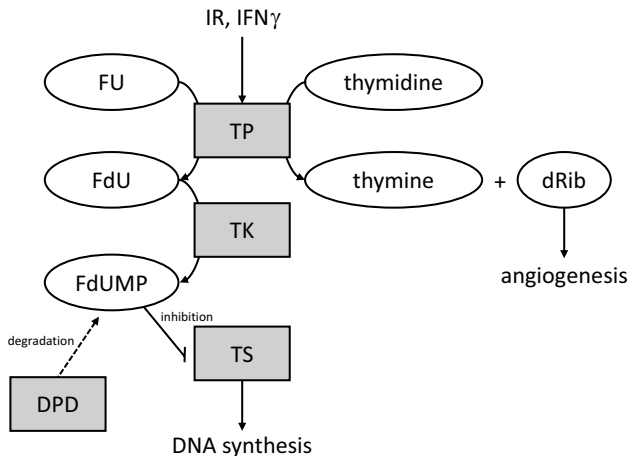 IR, IFNγ
FU
thymidine
TP
FdU
thymine + dRib
TK
angiogenesis
FdUMP
inhibition
degradation
TS
DPD
DNA synthesis